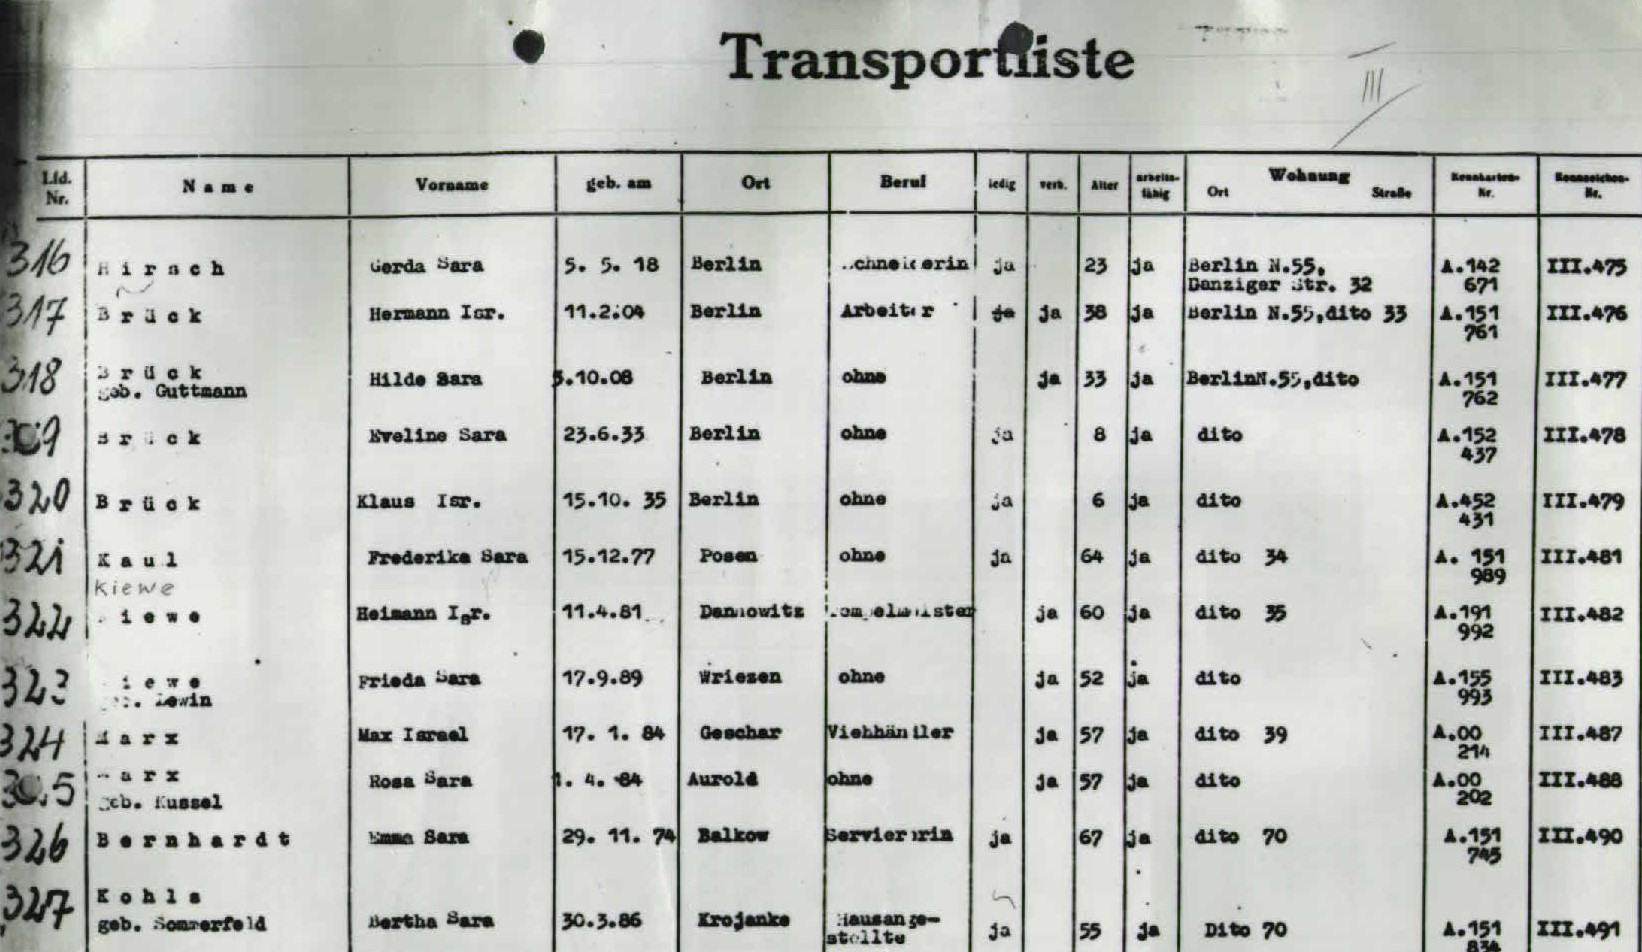 Transportliste
III
Lfd. Nr. Name Vorname geb. am Ort Beruf ledig verh. Alter arbeits-fähig Wohnung Ort Straße Kennkarten-Nr. Kennzeichen-Nr.
316 Hirsch Gerda Sara 5. 5. 18 Berlin Schneiderin ja 23 ja Berlin N.55, A.142 III.475
Danziger Str. 32 671
317 Brück Hermann Isr. 11.2.04 Berlin Arbeiter ja ja 38 ja Berlin N.55,dito 33 A.151 III.476
761
318 Brück Hilde Sara 3.10.08 Berlin ohne ja 33 ja BerlinN.55,dito A.151 III.477
geb. Guttmann 762
Brück Eveline Sara 23.6.33 Berlin ohne ja 8 ja dito A.152 III.478
437
320 Brück Klaus Isr. 15.10. 35 Berlin ohne ja 6 ja dito A.452 III.479
431
321 Kaul Frederika Sara 15.12.77 Posen ohne ja 64 ja dito 34 A. 151 III.481
Kiewe 989
322 Kiewe Heimann Isr. 11.4.81 ja 60 ja dito 35 A.191 III.482
992
323 Kiewe Frieda Sara 17.9.89 Wriezen ohne ja 52 ja dito A.155 III.483
geb. Lewin 993
324 Marx Max Israel 17. 1. 84 Geschar Viehhändler ja 57 ja dito 39 A.00 III.487
214
Marx Rosa Sara 1. 4. 84 Aurold ohne ja 57 ja dito A.00 III.488
geb. Kussel 202
326 Bernhardt Emma Sara 29. 11. 74 Balkow Serviererin ja 67 ja dito 70 A.151 III.490
745
327 Kohls
geb. Sommerfeld Bertha Sara 30.3.86 Krojanke Hausange- ja 55 ja Dito 70 A.151 III.491
stellte 834